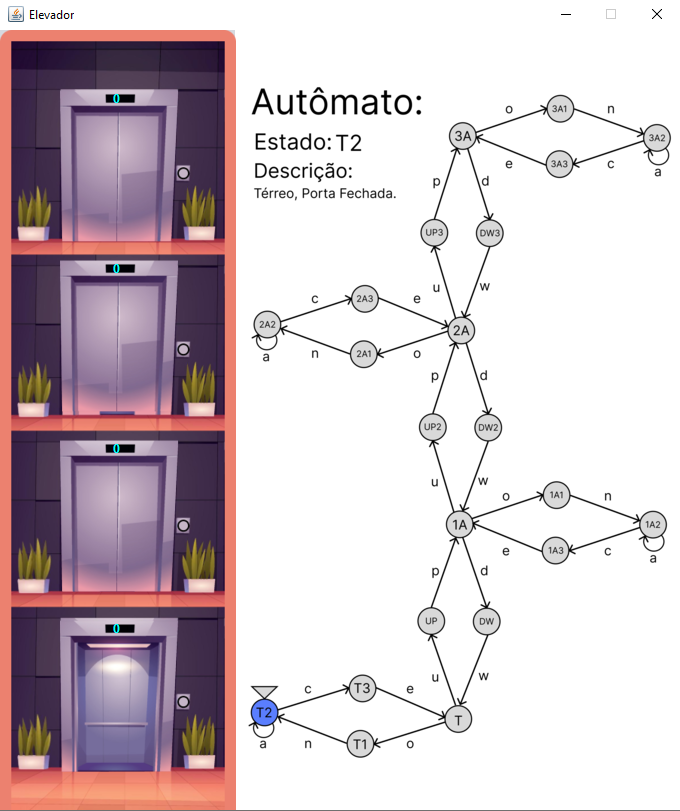 Elevador
0
0
0
0
Autômato:
Estado: T2
Descrição:
Térreo, Porta Fechada.
o
3A1
n
3A
3A2
e
3A3
c
a
p
d
UP3
DW3
u
w
c
2A3
e
2A2
2A
a
n
2A1
o
p
d
UP2
DW2
u
w
o
1A1
n
1A
1A2
e
1A3
c
a
p
d
UP
DW
u
w
c
T3
e
T2
T
a
n
T1
o